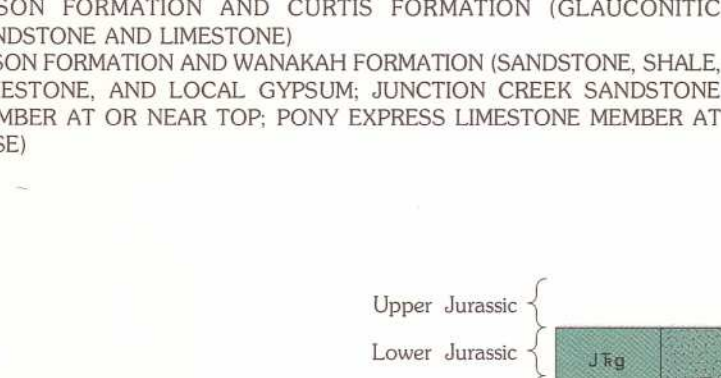 SON FORMATION AND CURTIS FORMATION (GLAUCONITIC
NDSTONE AND LIMESTONE)
SON FORMATION AND WANAKAH FORMATION (SANDSTONE, SHALE,
ESTONE, AND LOCAL GYPSUM; JUNCTION CREEK SANDSTONE
MBER AT OR NEAR TOP; PONY EXPRESS LIMESTONE MEMBER AT
SE)
Upper Jurassic
Lower Jurassic
JTRg